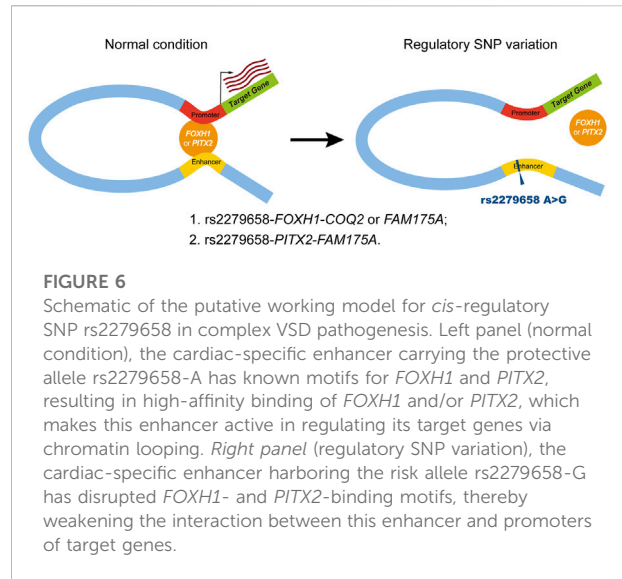 Normal condition
Regulatory SNP variation
Target Gene
Promoter
FOXH1
or PITX2
Enhancer
Target Gene
Promoter
FOXH1
or PITX2
Enhancer
rs2279658 A>G
1. rs2279658-FOXH1-COQ2 or FAM175A;
2. rs2279658-PITX2-FAM175A.
FIGURE 6
Schematic of the putative working model for cis-regulatory
SNP rs2279658 in complex VSD pathogenesis. Left panel (normal
condition), the cardiac-specific enhancer carrying the protective
allele rs2279658-A has known motifs for FOXH1 and PITX2,
resulting in high-affinity binding of FOXH1 and/or PITX2, which
makes this enhancer active in regulating its target genes via
chromatin looping. Right panel (regulatory SNP variation), the
cardiac-specific enhancer harboring the risk allele rs2279658-G
has disrupted FOXH1- and PITX2-binding motifs, thereby
weakening the interaction between this enhancer and promoters
of target genes.